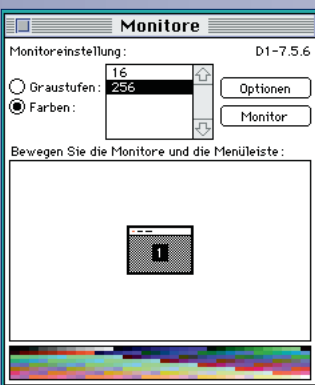 Monitore
Monitoreinstellung: D1-7.5.6
16
Graustufen: 256
Optionen
Farben:
Monitor
Bewegen Sie die Monitore und die Menüleiste:
1